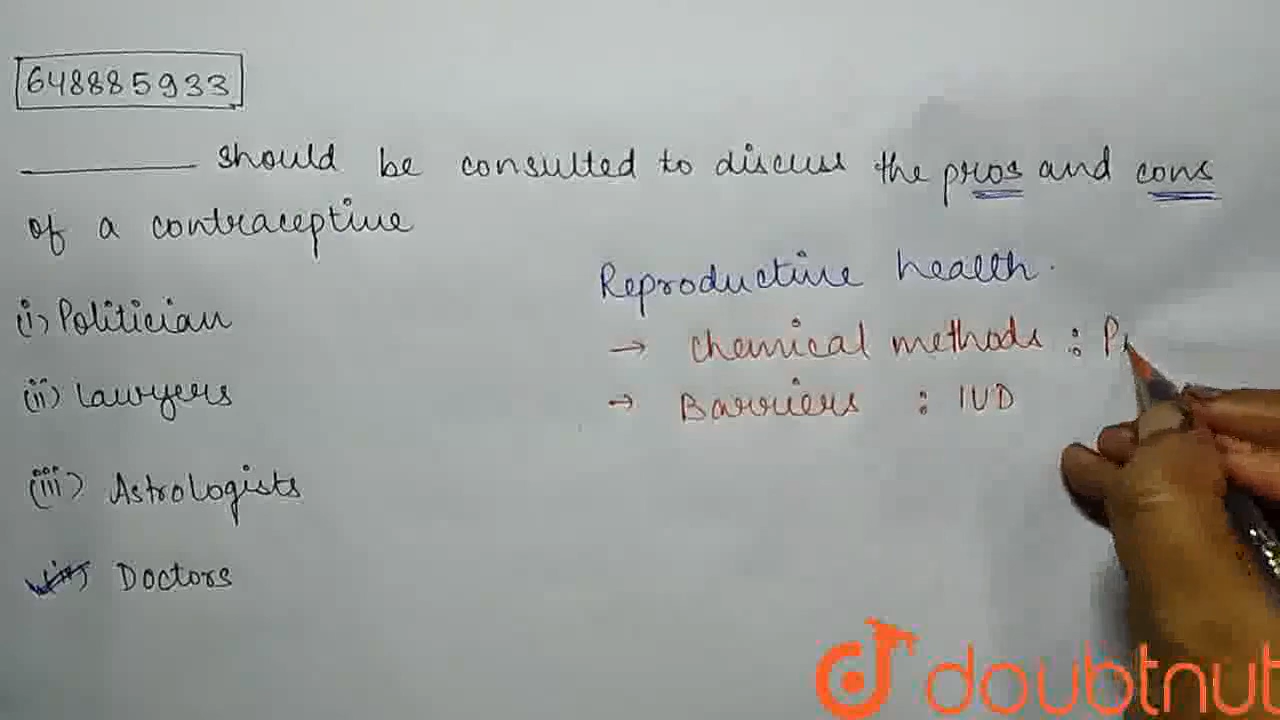 648885933
________ should be consulted to discuss the pros and cons
of a contraceptive
(i) Politician
(ii) Lawyers
(iii) Astrologists
Doctors
Reproductive health.
→ Chemical methods : P
→ Barriers : IUD
doubtnut